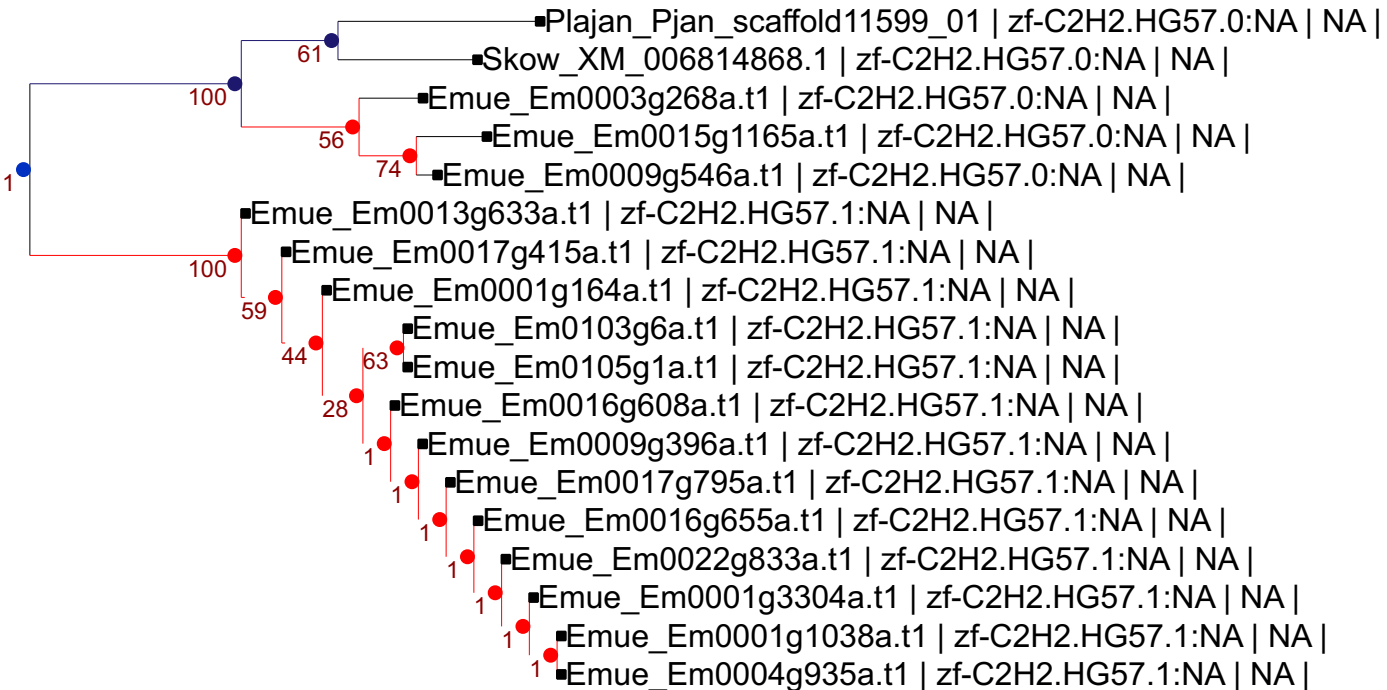 Plajan_Pjan_scaffold11599_01 | zf-C2H2.HG57.0:NA | NA |
61
Skow_XM_006814868.1 | zf-C2H2.HG57.0:NA | NA |
100
Emue_Em0003g268a.t1 | zf-C2H2.HG57.0:NA | NA |
56
Emue_Em0015g1165a.t1 | zf-C2H2.HG57.0:NA | NA |
74
Emue_Em0009g546a.t1 | zf-C2H2.HG57.0:NA | NA |
1
Emue_Em0013g633a.t1 | zf-C2H2.HG57.1:NA | NA |
100
Emue_Em0017g415a.t1 | zf-C2H2.HG57.1:NA | NA |
59
Emue_Em0001g164a.t1 | zf-C2H2.HG57.1:NA | NA |
44
Emue_Em0103g6a.t1 | zf-C2H2.HG57.1:NA | NA |
63
Emue_Em0105g1a.t1 | zf-C2H2.HG57.1:NA | NA |
28
Emue_Em0016g608a.t1 | zf-C2H2.HG57.1:NA | NA |
1
Emue_Em0009g396a.t1 | zf-C2H2.HG57.1:NA | NA |
1
Emue_Em0017g795a.t1 | zf-C2H2.HG57.1:NA | NA |
1
Emue_Em0016g655a.t1 | zf-C2H2.HG57.1:NA | NA |
1
Emue_Em0022g833a.t1 | zf-C2H2.HG57.1:NA | NA |
1
Emue_Em0001g3304a.t1 | zf-C2H2.HG57.1:NA | NA |
1
Emue_Em0001g1038a.t1 | zf-C2H2.HG57.1:NA | NA |
1
Emue_Em0004g935a.t1 | zf-C2H2.HG57.1:NA | NA |